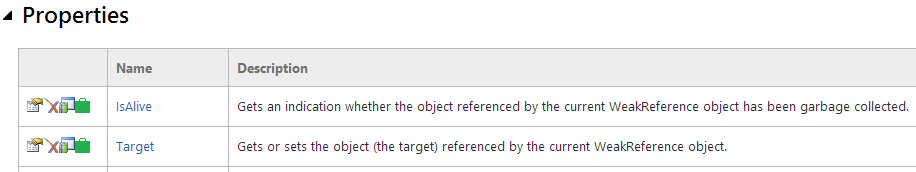 Properties
Name Description
IsAlive Gets an indication whether the object referenced by the current WeakReference object has been garbage collected.
Target Gets or sets the object (the target) referenced by the current WeakReference object.